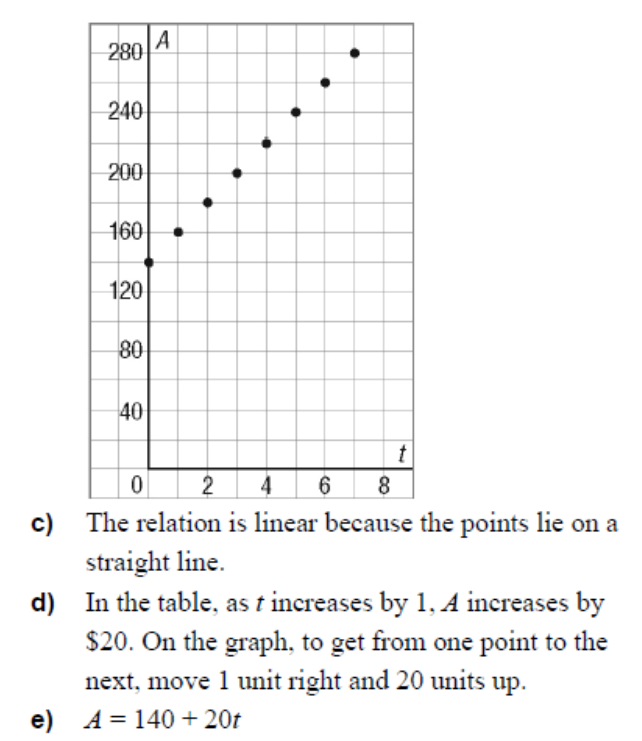 A
280
240
200
160
120
80
40
t
0 2 4 6 8
c) The relation is linear because the points lie on a
straight line.
d) In the table, as t increases by 1, A increases by
$20. On the graph, to get from one point to the
next, move 1 unit right and 20 units up.
e) A = 140 + 20t